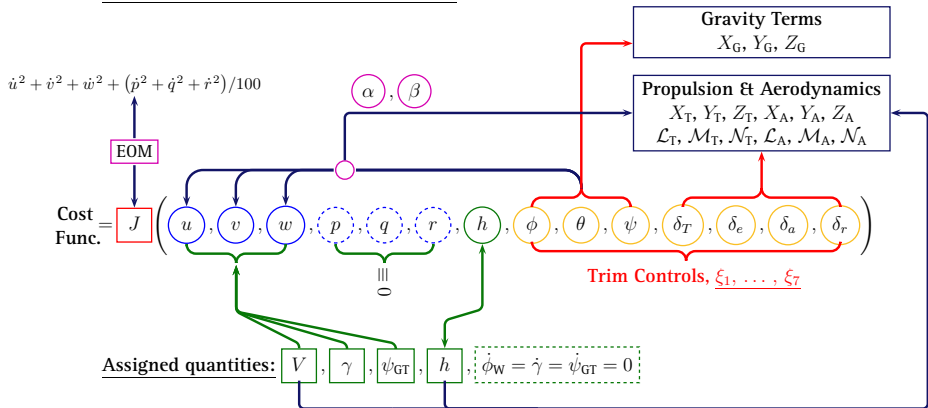 Gravity Terms
X_G, Y_G, Z_G
u̇² + v̇² + ẇ² + (ṗ² + q̇² + ṙ²)/100
α , β
Propulsion & Aerodynamics
X_T, Y_T, Z_T, X_A, Y_A, Z_A
ℒ_T, ℳ_T, 𝒩_T, ℒ_A, ℳ_A, 𝒩_A
EOM
Cost Func. = J ( u , v , w , p , q , r , h , ϕ , θ , ψ , δ_T , δ_e , δ_a , δ_r )
≡ 0
Trim Controls, ξ₁, … , ξ₇
Assigned quantities: V , γ , ψ_GT , h , ϕ̇_W = γ̇ = ψ̇_GT = 0